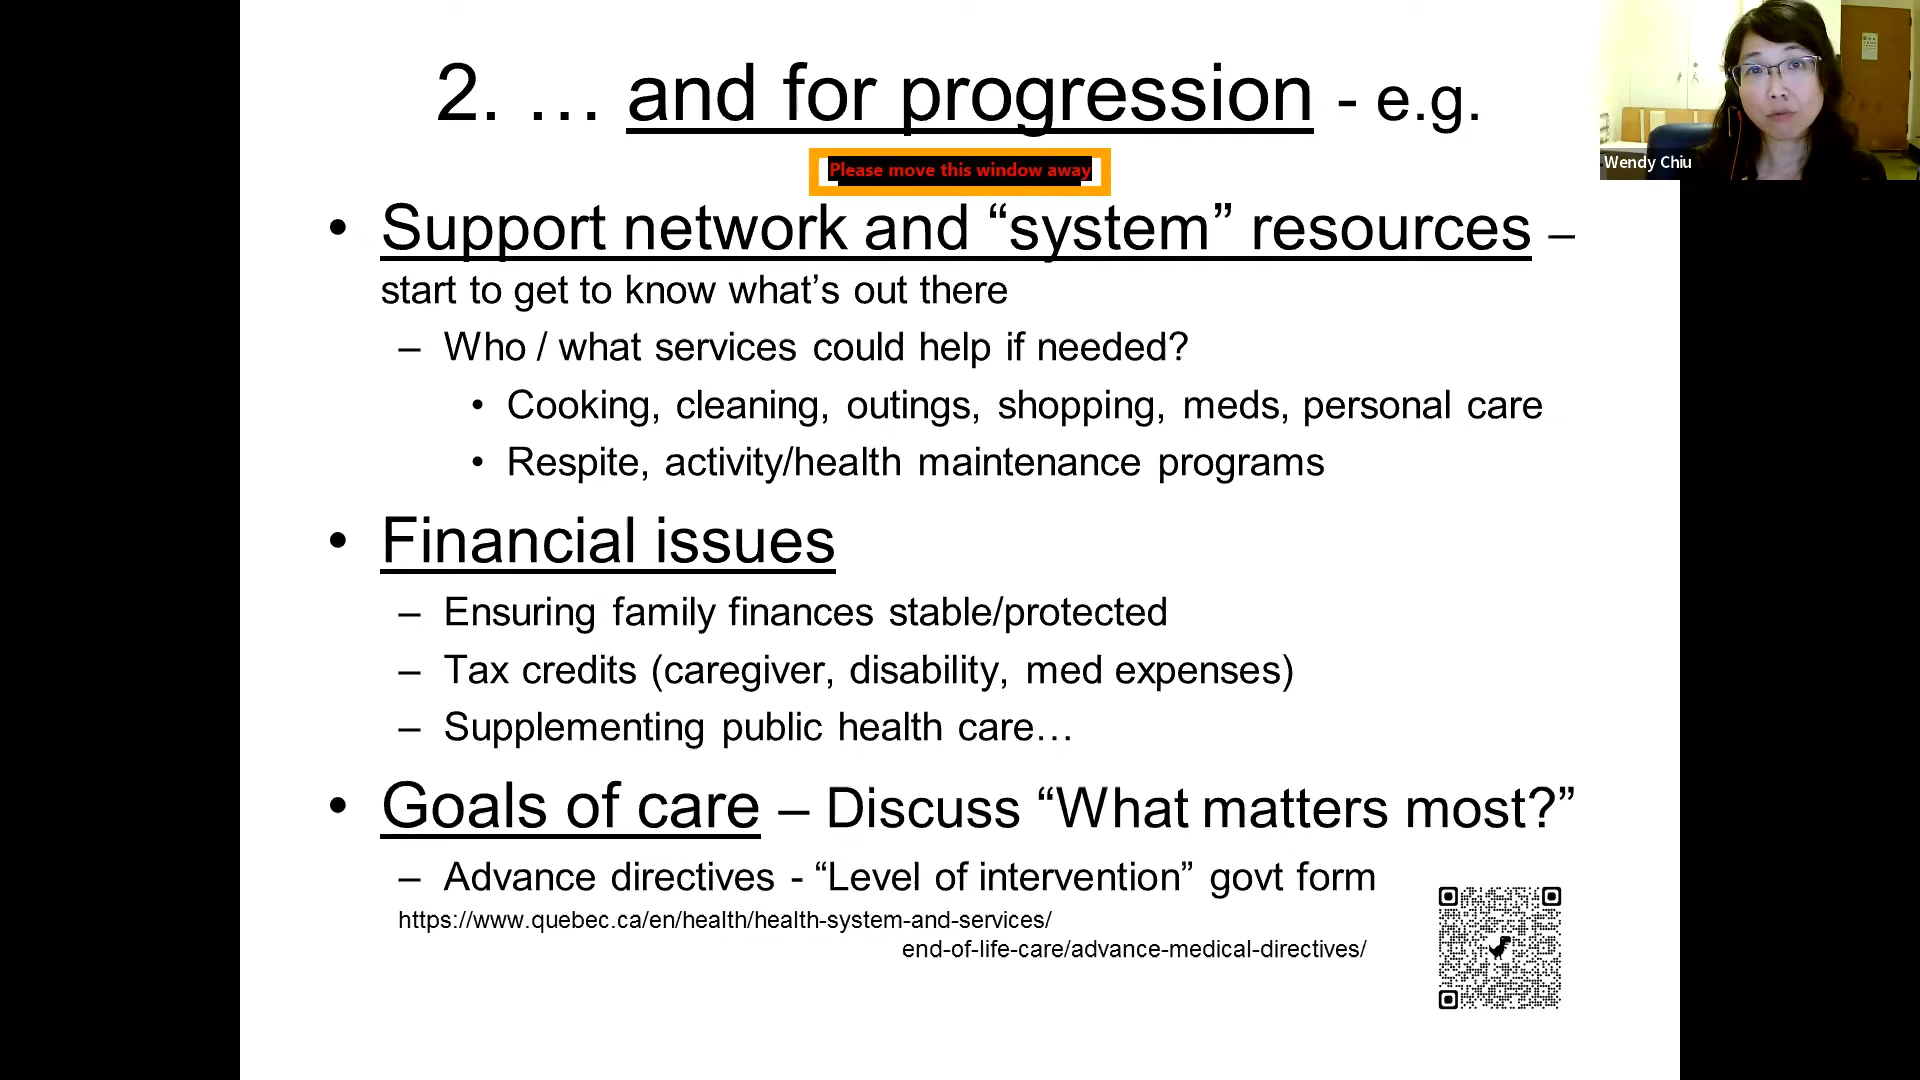 2. … and for progression - e.g.
Wendy Chiu
Please move this window away
• Support network and “system” resources –
start to get to know what’s out there
– Who / what services could help if needed?
• Cooking, cleaning, outings, shopping, meds, personal care
• Respite, activity/health maintenance programs
• Financial issues
– Ensuring family finances stable/protected
– Tax credits (caregiver, disability, med expenses)
– Supplementing public health care…
• Goals of care – Discuss “What matters most?”
– Advance directives - “Level of intervention” govt form
https://www.quebec.ca/en/health/health-system-and-services/
end-of-life-care/advance-medical-directives/